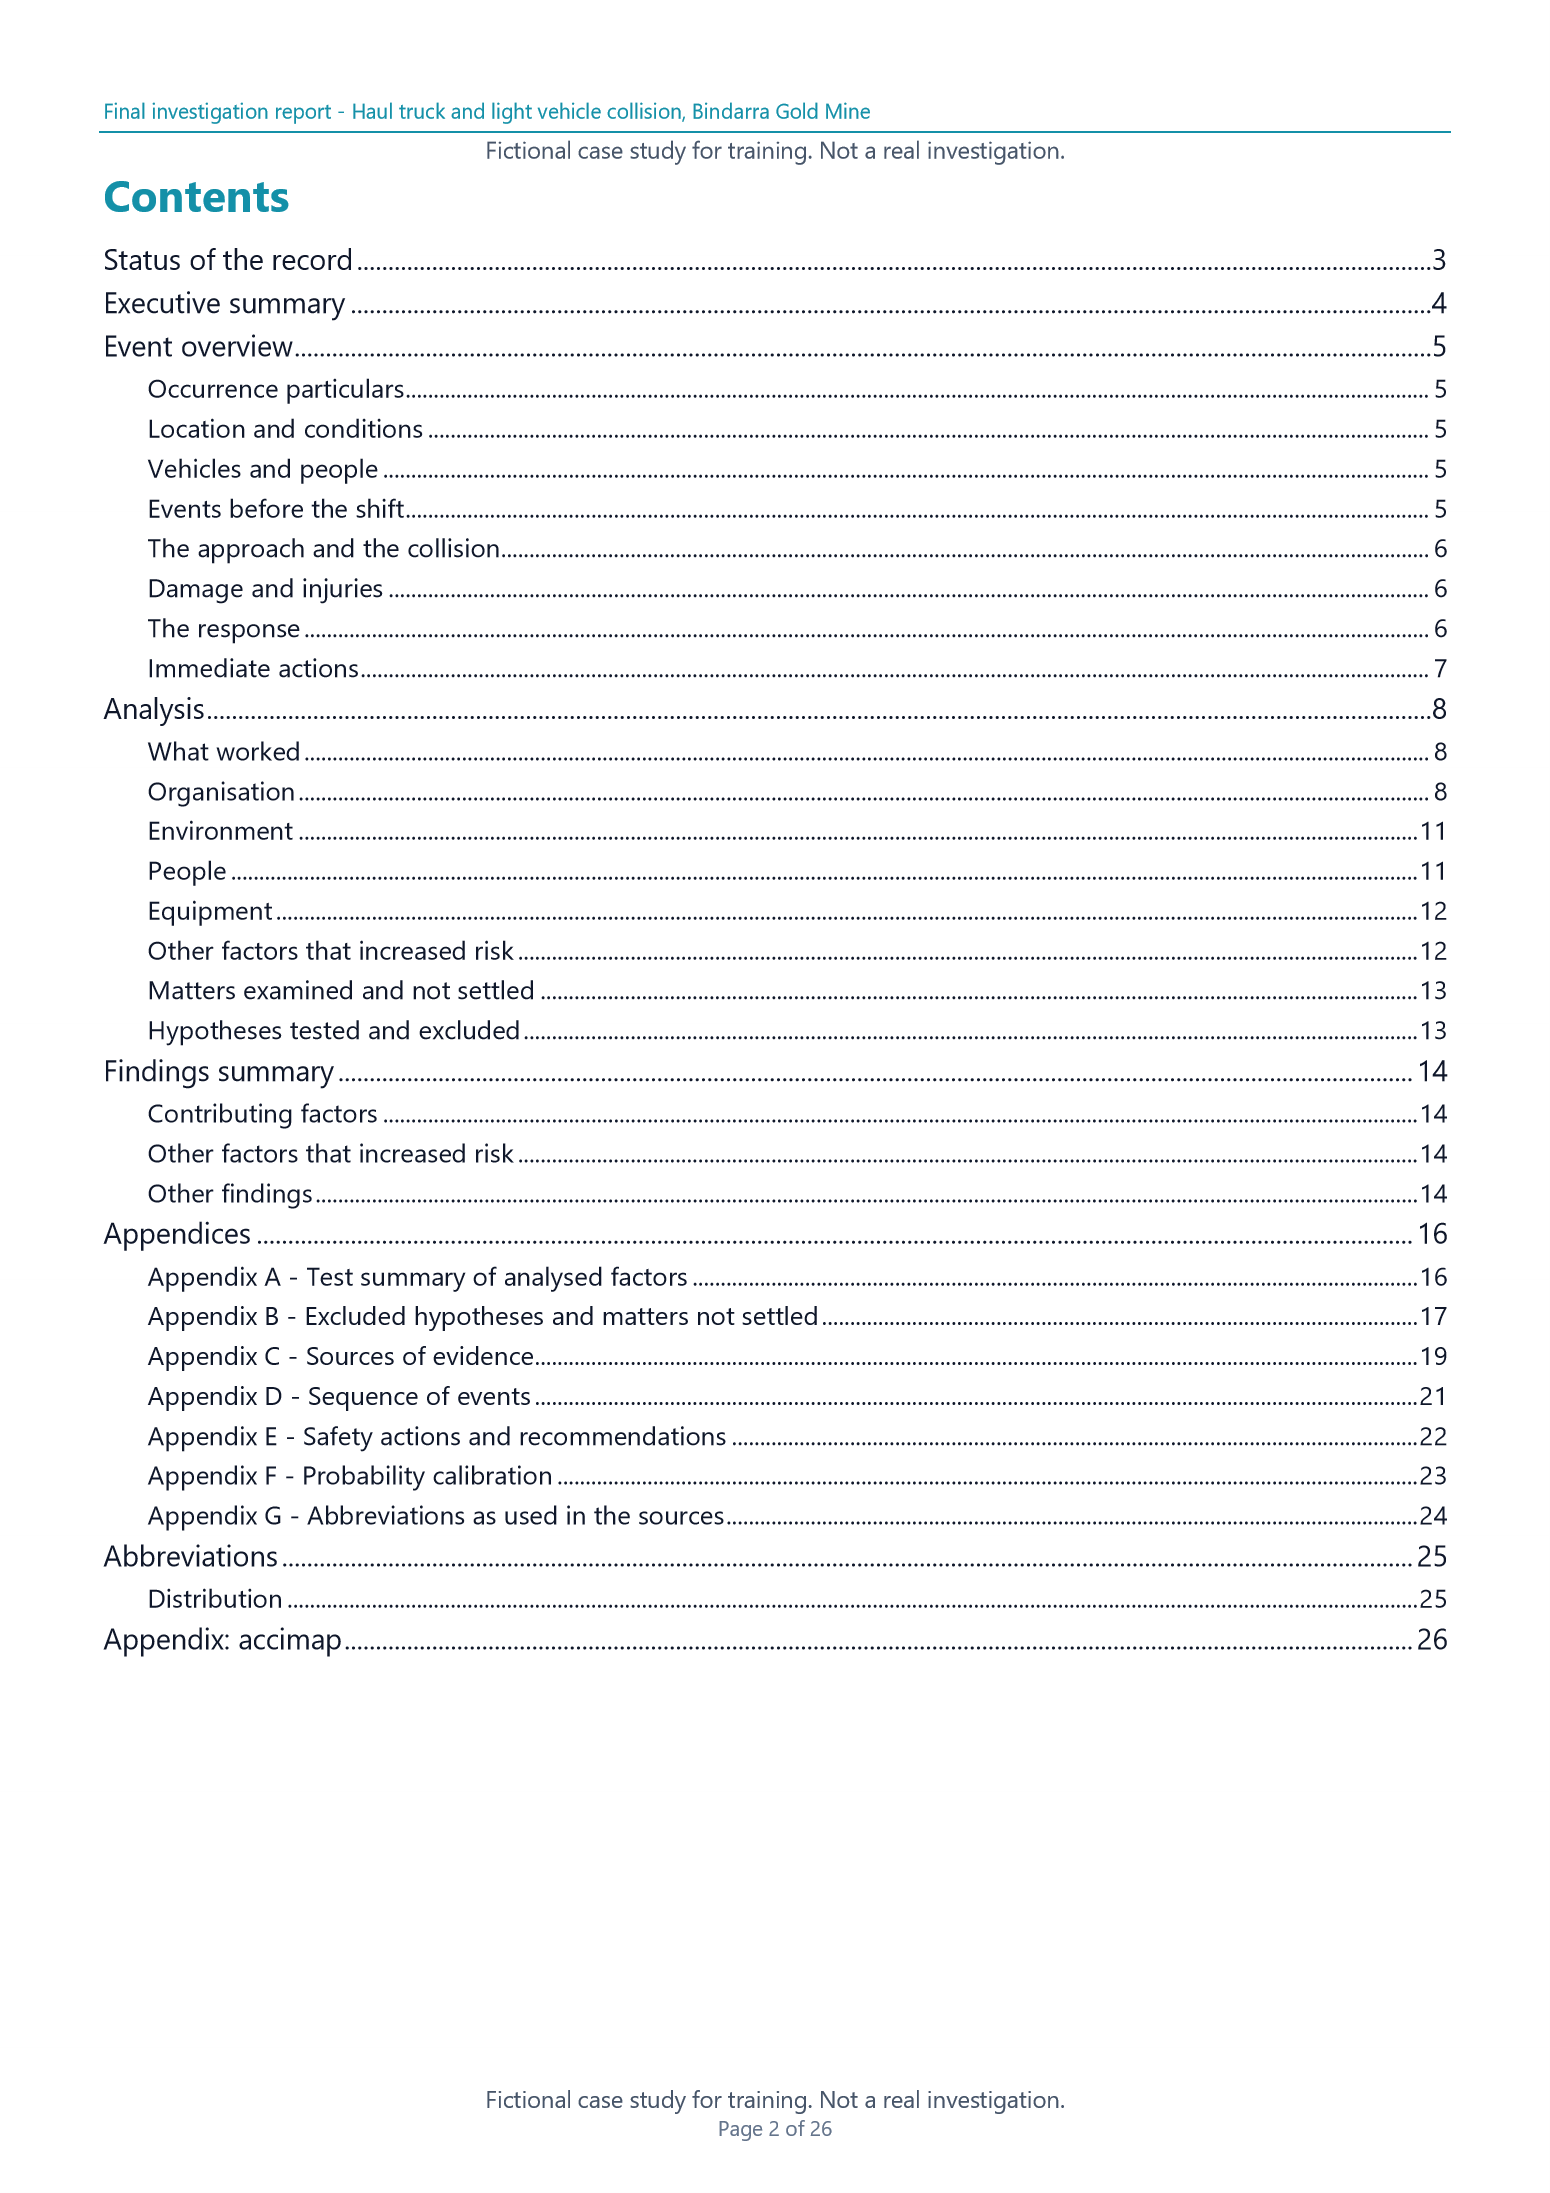 Final investigation report - Haul truck and light vehicle collision, Bindarra Gold Mine
Fictional case study for training. Not a real investigation.
Contents
Status of the record 3
Executive summary 4
Event overview 5
Occurrence particulars 5
Location and conditions 5
Vehicles and people 5
Events before the shift 5
The approach and the collision 6
Damage and injuries 6
The response 6
Immediate actions 7
Analysis 8
What worked 8
Organisation 8
Environment 11
People 11
Equipment 12
Other factors that increased risk 12
Matters examined and not settled 13
Hypotheses tested and excluded 13
Findings summary 14
Contributing factors 14
Other factors that increased risk 14
Other findings 14
Appendices 16
Appendix A - Test summary of analysed factors 16
Appendix B - Excluded hypotheses and matters not settled 17
Appendix C - Sources of evidence 19
Appendix D - Sequence of events 21
Appendix E - Safety actions and recommendations 22
Appendix F - Probability calibration 23
Appendix G - Abbreviations as used in the sources 24
Abbreviations 25
Distribution 25
Appendix: accimap 26
Fictional case study for training. Not a real investigation.
Page 2 of 26